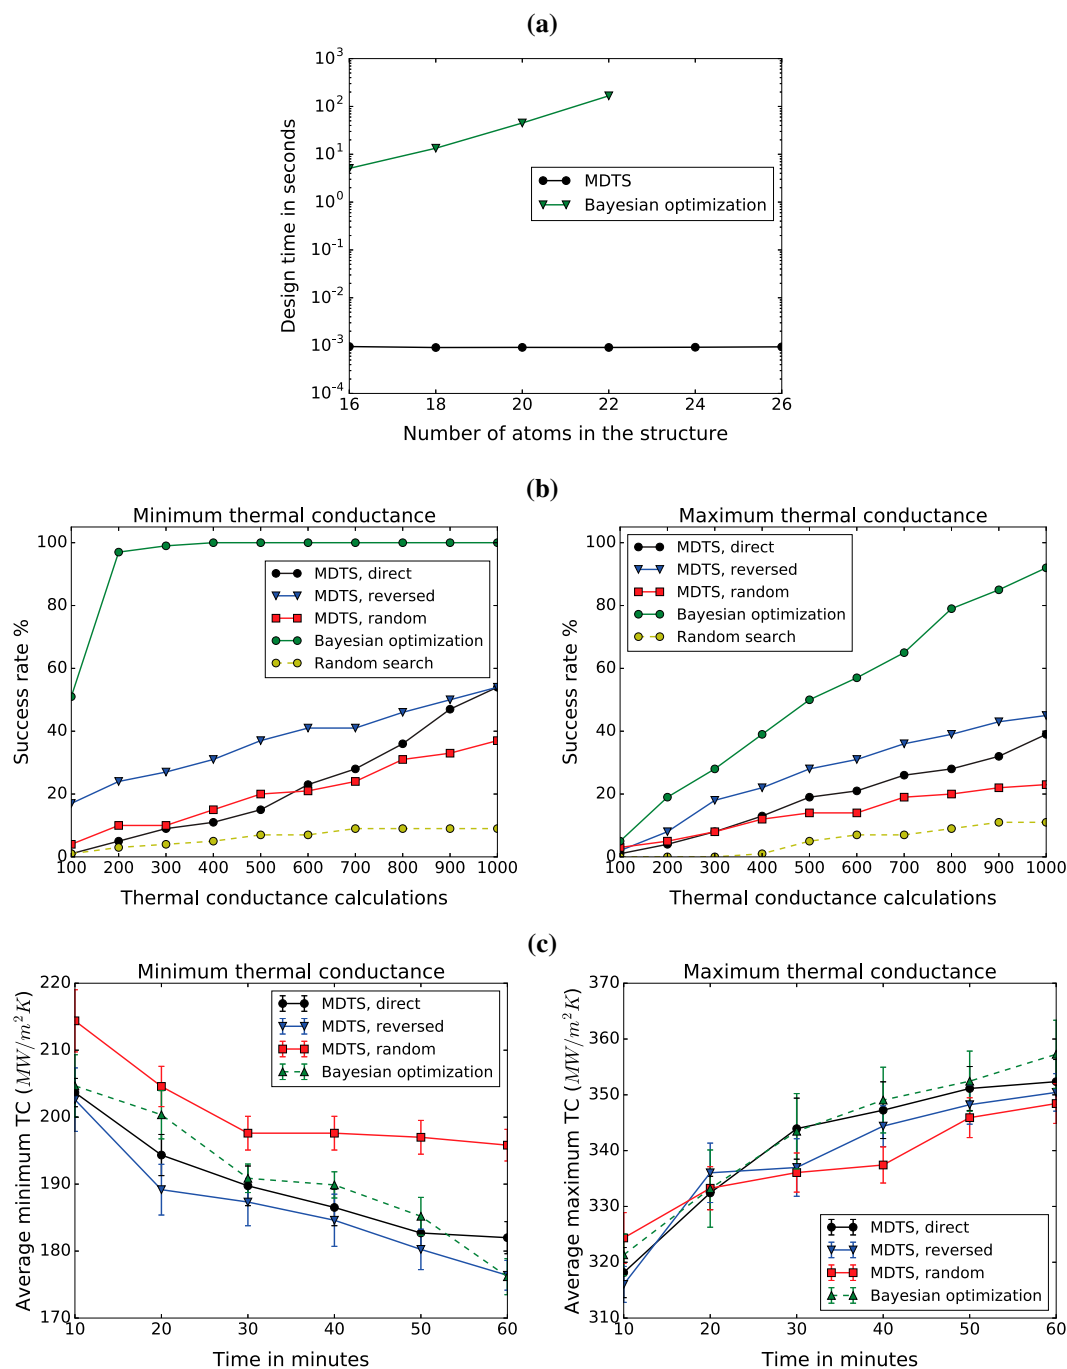 (a)
10^3
10^2
10^1
10^0
10^−1
10^−2
10^−3
10^−4
Design time in seconds
MDTS
Bayesian optimization
16 18 20 22 24 26
Number of atoms in the structure
(b)
Minimum thermal conductance
100
80
60
40
20
0
Success rate %
MDTS, direct
MDTS, reversed
MDTS, random
Bayesian optimization
Random search
100 200 300 400 500 600 700 800 900 1000
Thermal conductance calculations
Maximum thermal conductance
100
80
60
40
20
0
Success rate %
MDTS, direct
MDTS, reversed
MDTS, random
Bayesian optimization
Random search
100 200 300 400 500 600 700 800 900 1000
Thermal conductance calculations
(c)
Minimum thermal conductance
220
210
200
190
180
170
Average minimum TC (MW/m^2K)
MDTS, direct
MDTS, reversed
MDTS, random
Bayesian optimization
10 20 30 40 50 60
Time in minutes
Maximum thermal conductance
370
360
350
340
330
320
310
Average maximum TC (MW/m^2K)
MDTS, direct
MDTS, reversed
MDTS, random
Bayesian optimization
10 20 30 40 50 60
Time in minutes